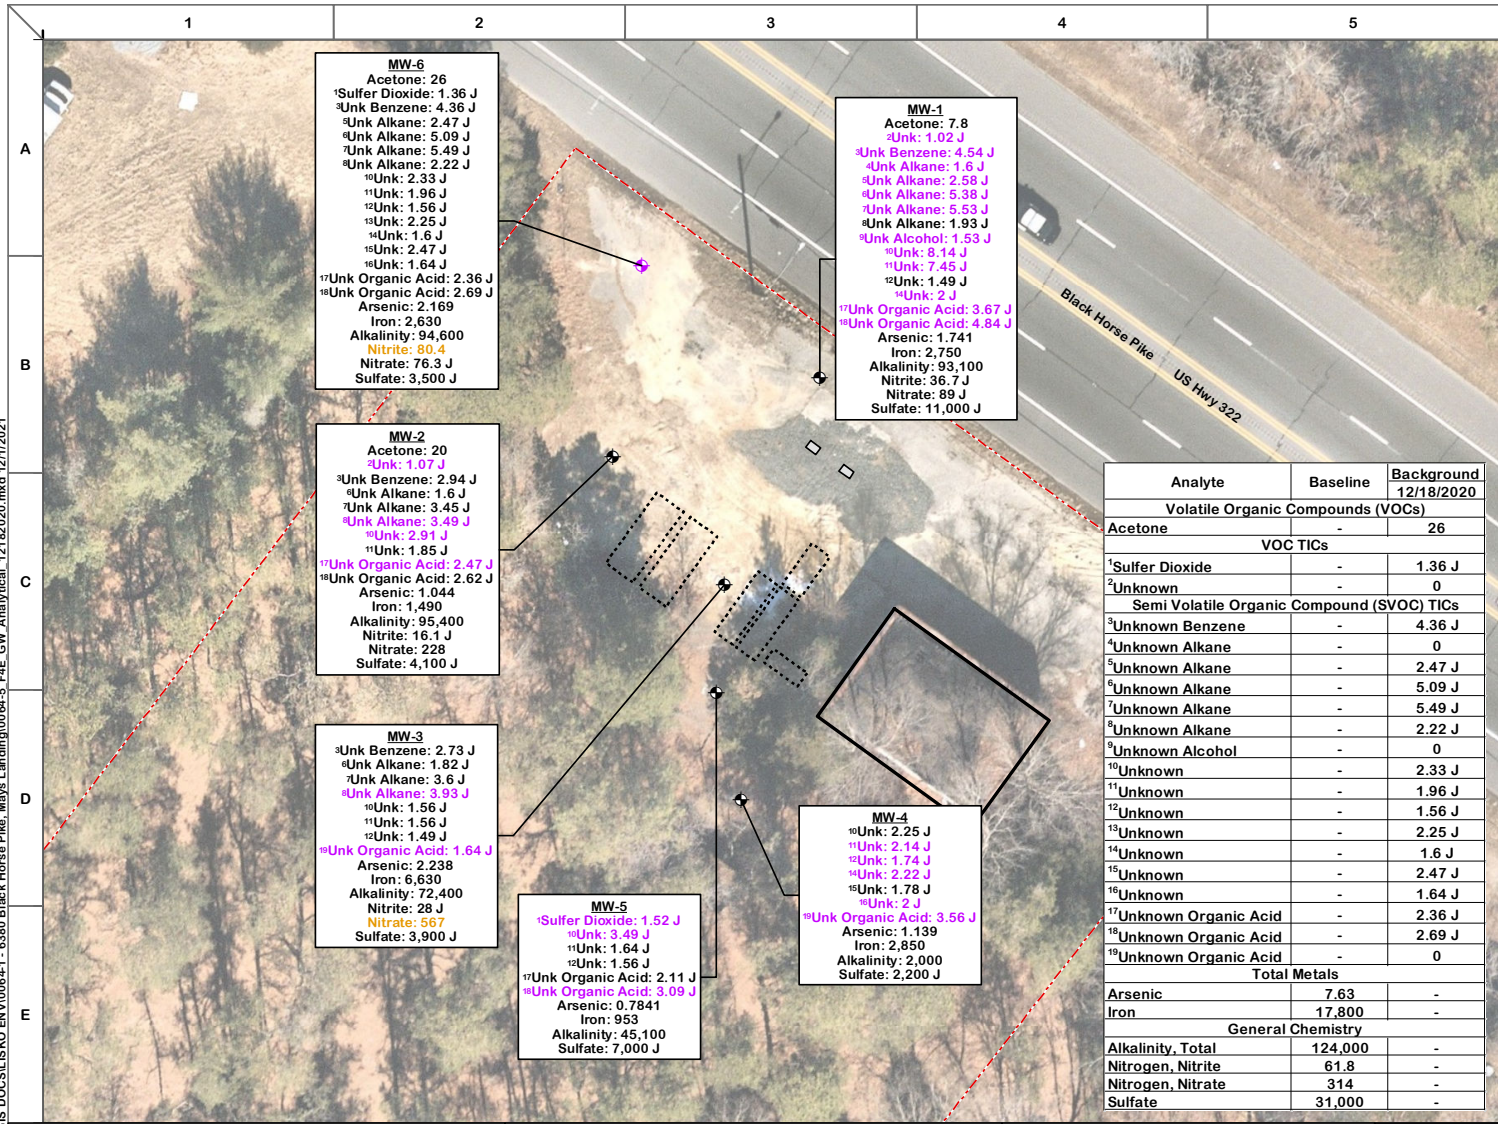 1
2
3
4
5
A
B
C
D
E
MW-6
Acetone: 26
¹Sulfer Dioxide: 1.36 J
³Unk Benzene: 4.36 J
⁵Unk Alkane: 2.47 J
⁶Unk Alkane: 5.09 J
⁷Unk Alkane: 5.49 J
⁸Unk Alkane: 2.22 J
¹⁰Unk: 2.33 J
¹¹Unk: 1.96 J
¹²Unk: 1.56 J
¹³Unk: 2.25 J
¹⁴Unk: 1.6 J
¹⁵Unk: 2.47 J
¹⁶Unk: 1.64 J
¹⁷Unk Organic Acid: 2.36 J
¹⁸Unk Organic Acid: 2.69 J
Arsenic: 2.169
Iron: 2,630
Alkalinity: 94,600
Nitrite: 80.4
Nitrate: 76.3 J
Sulfate: 3,500 J
MW-1
Acetone: 7.8
²Unk: 1.02 J
³Unk Benzene: 4.54 J
⁴Unk Alkane: 1.6 J
⁵Unk Alkane: 2.58 J
⁶Unk Alkane: 5.38 J
⁷Unk Alkane: 5.53 J
⁸Unk Alkane: 1.93 J
⁹Unk Alcohol: 1.53 J
¹⁰Unk: 8.14 J
¹¹Unk: 7.45 J
¹²Unk: 1.49 J
¹⁴Unk: 2 J
¹⁷Unk Organic Acid: 3.67 J
¹⁸Unk Organic Acid: 4.84 J
Arsenic: 1.741
Iron: 2,750
Alkalinity: 93,100
Nitrite: 36.7 J
Nitrate: 89 J
Sulfate: 11,000 J
Black Horse Pike
US Hwy 322
MW-2
Acetone: 20
²Unk: 1.07 J
³Unk Benzene: 2.94 J
⁶Unk Alkane: 1.6 J
⁷Unk Alkane: 3.45 J
⁸Unk Alkane: 3.49 J
¹⁰Unk: 2.91 J
¹¹Unk: 1.85 J
¹⁷Unk Organic Acid: 2.47 J
¹⁸Unk Organic Acid: 2.62 J
Arsenic: 1.044
Iron: 1,490
Alkalinity: 95,400
Nitrite: 16.1 J
Nitrate: 228
Sulfate: 4,100 J
MW-3
³Unk Benzene: 2.73 J
⁶Unk Alkane: 1.82 J
⁷Unk Alkane: 3.6 J
⁸Unk Alkane: 3.93 J
¹⁰Unk: 1.56 J
¹¹Unk: 1.56 J
¹²Unk: 1.49 J
¹⁹Unk Organic Acid: 1.64 J
Arsenic: 2.238
Iron: 6,630
Alkalinity: 72,400
Nitrite: 28 J
Nitrate: 567
Sulfate: 3,900 J
MW-5
¹Sulfer Dioxide: 1.52 J
¹⁰Unk: 3.49 J
¹¹Unk: 1.64 J
¹²Unk: 1.56 J
¹⁷Unk Organic Acid: 2.11 J
¹⁸Unk Organic Acid: 3.09 J
Arsenic: 0.7841
Iron: 953
Alkalinity: 45,100
Sulfate: 7,000 J
MW-4
¹⁰Unk: 2.25 J
¹¹Unk: 2.14 J
¹²Unk: 1.74 J
¹⁴Unk: 2.22 J
¹⁵Unk: 1.78 J
¹⁶Unk: 2 J
¹⁹Unk Organic Acid: 3.56 J
Arsenic: 1.139
Iron: 2,850
Alkalinity: 2,000
Sulfate: 2,200 J
Analyte Baseline Background
12/18/2020
Volatile Organic Compounds (VOCs)
Acetone - 26
VOC TICs
¹Sulfer Dioxide - 1.36 J
²Unknown - 0
Semi Volatile Organic Compound (SVOC) TICs
³Unknown Benzene - 4.36 J
⁴Unknown Alkane - 0
⁵Unknown Alkane - 2.47 J
⁶Unknown Alkane - 5.09 J
⁷Unknown Alkane - 5.49 J
⁸Unknown Alkane - 2.22 J
⁹Unknown Alcohol - 0
¹⁰Unknown - 2.33 J
¹¹Unknown - 1.96 J
¹²Unknown - 1.56 J
¹³Unknown - 2.25 J
¹⁴Unknown - 1.6 J
¹⁵Unknown - 2.47 J
¹⁶Unknown - 1.64 J
¹⁷Unknown Organic Acid - 2.36 J
¹⁸Unknown Organic Acid - 2.69 J
¹⁹Unknown Organic Acid - 0
Total Metals
Arsenic 7.63 -
Iron 17,800 -
General Chemistry
Alkalinity, Total 124,000 -
Nitrogen, Nitrite 61.8 -
Nitrogen, Nitrate 314 -
Sulfate 31,000 -